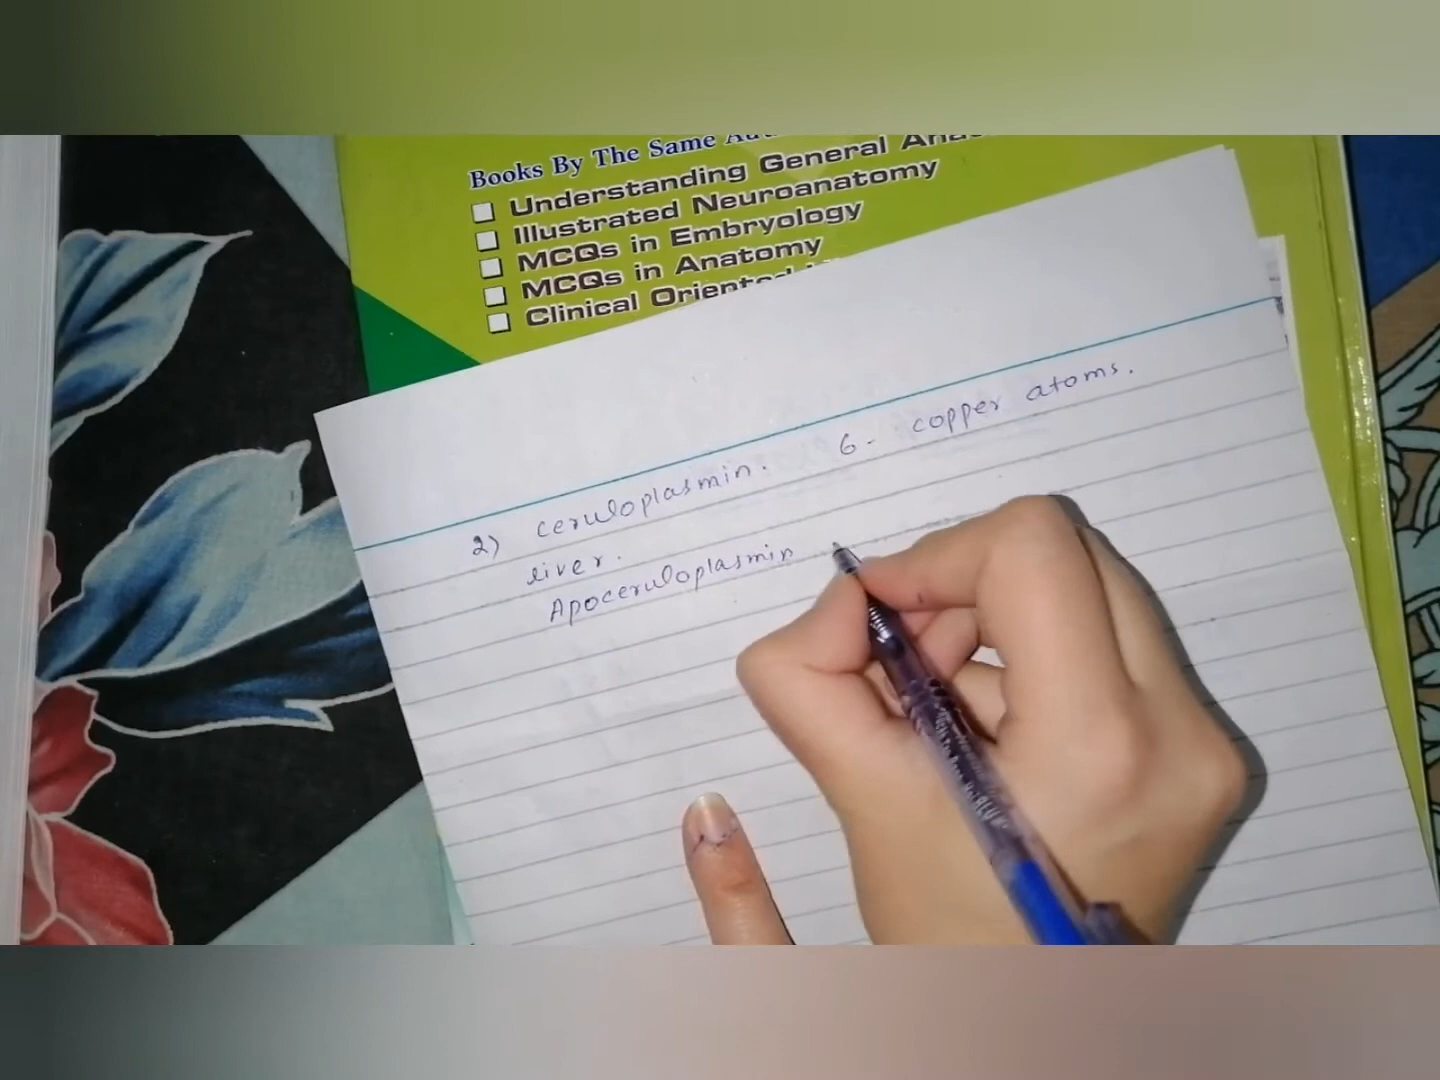 Books By The Same
Understanding General
Illustrated Neuroanatomy
MCQs in Embryology
MCQs in Anatomy
Clinical
2) ceruloplasmin. 6- copper atoms.
liver.
Apoceruloplasmin